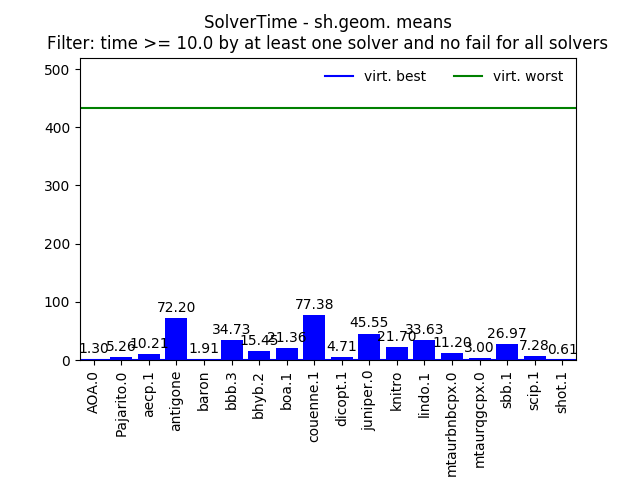 SolverTime - sh.geom. means
Filter: time >= 10.0 by at least one solver and no fail for all solvers
virt. best
virt. worst
500
400
300
200
100
0
1.30
5.26
10.21
72.20
1.91
34.73
15.45
21.36
77.38
4.71
45.55
21.70
33.63
11.20
3.00
26.97
7.28
0.61
AOA.0
Pajarito.0
aecp.1
antigone
baron
bbb.3
bhyb.2
boa.1
couenne.1
dicopt.1
juniper.0
knitro
lindo.1
mtaurbnbcpx.0
mtaurqgcpx.0
sbb.1
scip.1
shot.1